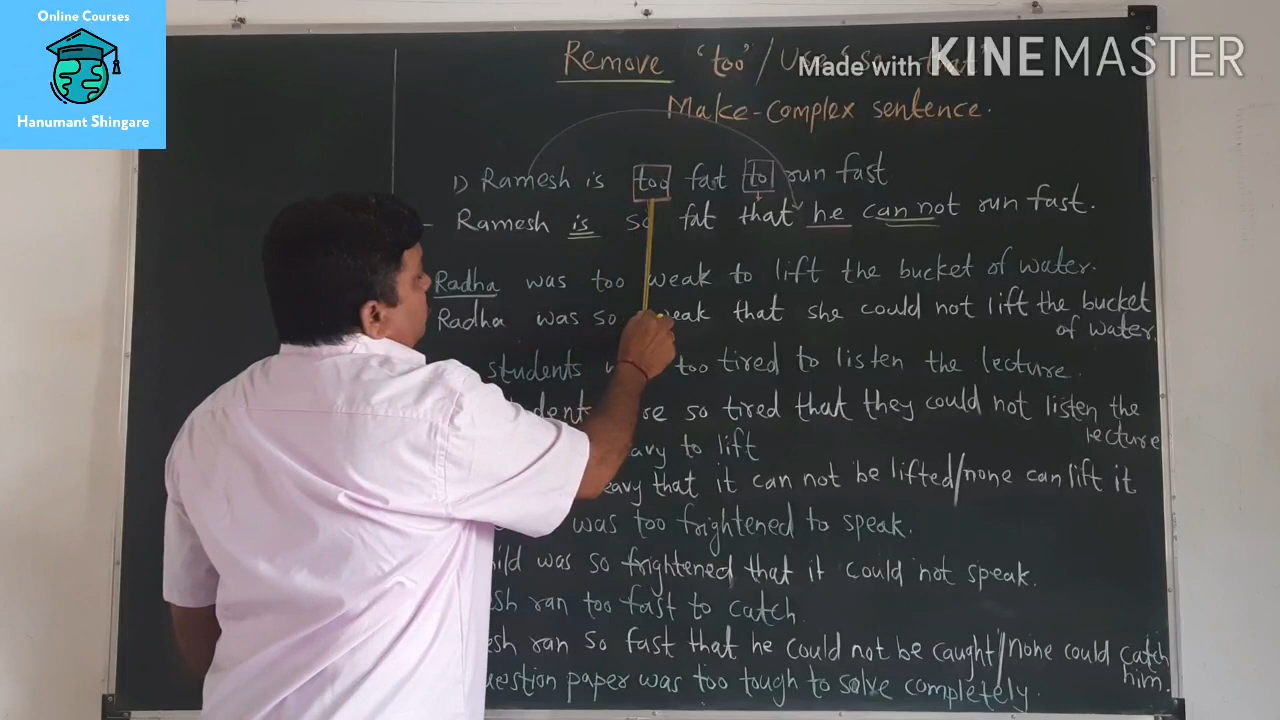 Online Courses
Hanumant Shingare
Made with KINEMASTER
Remove 'too' / Use 'so that'
Make - complex sentence.
1) Ramesh is too fat to run fast
- Ramesh is so fat that he can not run fast.
Radha was too weak to lift the bucket of water.
Radha was so weak that she could not lift the bucket
of water.
students too tired to listen the lecture.
so tired that they could not listen the
lecture
to lift
that it can not be lifted/none can lift it
was too frightened to speak.
was so frightened that it could not speak.
ran too fast to catch
ran so fast that he could not be caught/none could catch
him.
question paper was too tough to solve completely.